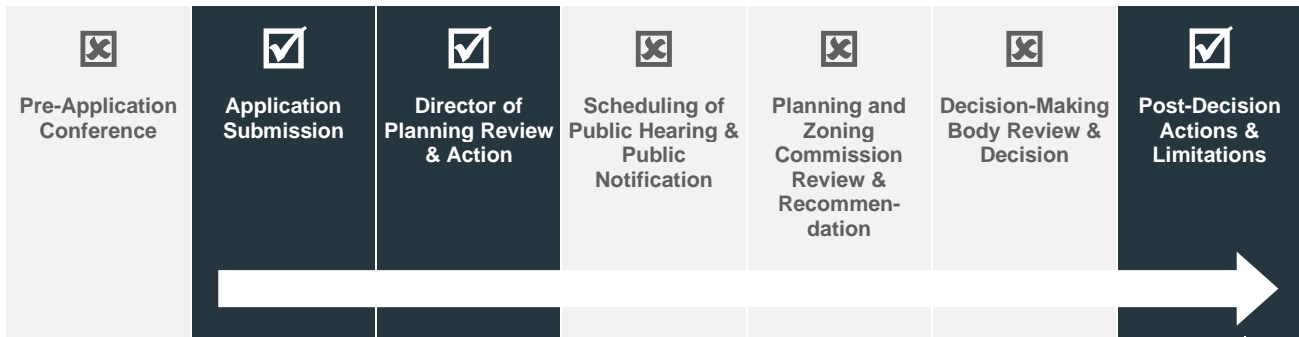 Pre-Application
Conference
Application
Submission
Director of
Planning Review
& Action
Scheduling of
Public Hearing &
Public
Notification
Planning and
Zoning
Commission
Review &
Recommen-
dation
Decision-Making
Body Review &
Decision
Post-Decision
Actions &
Limitations